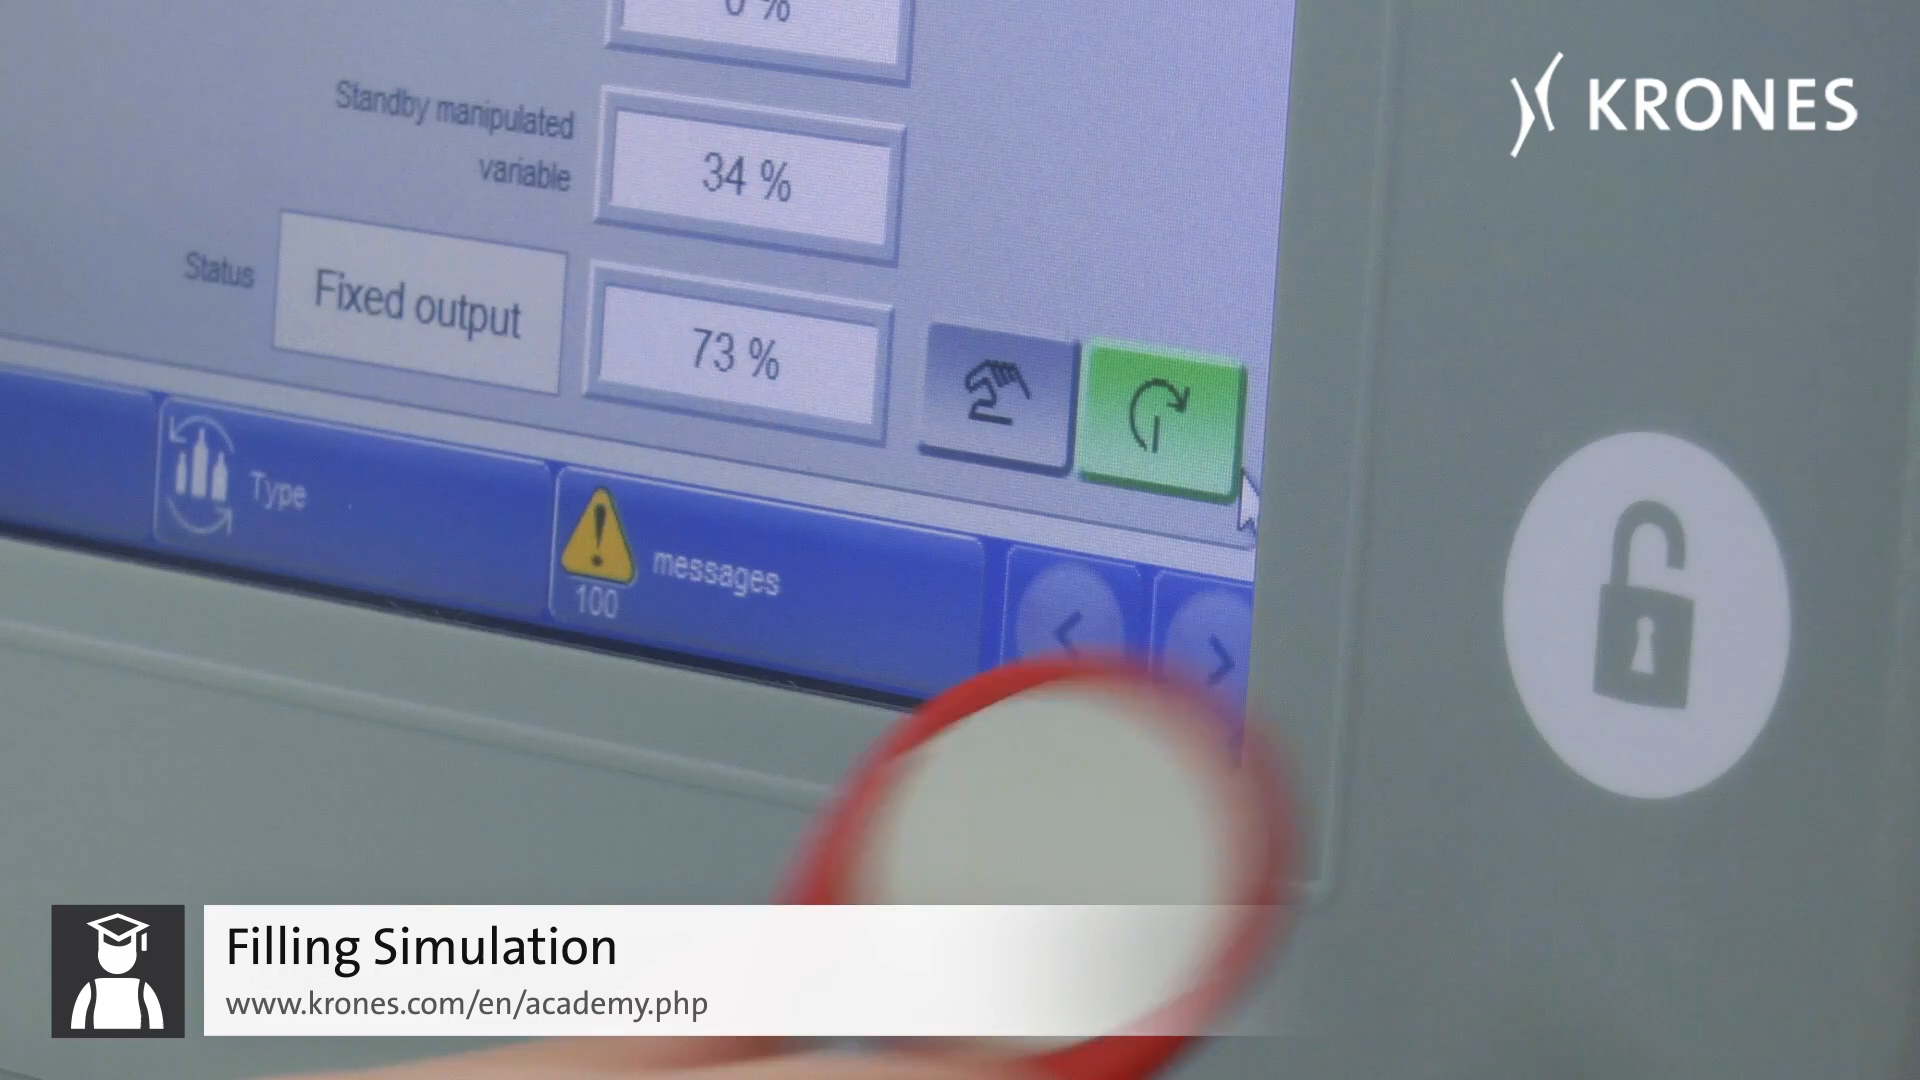 0 %
KRONES
Standby manipulated
variable
34 %
Status
Fixed output
73 %
Type
messages
100
Filling Simulation
www.krones.com/en/academy.php